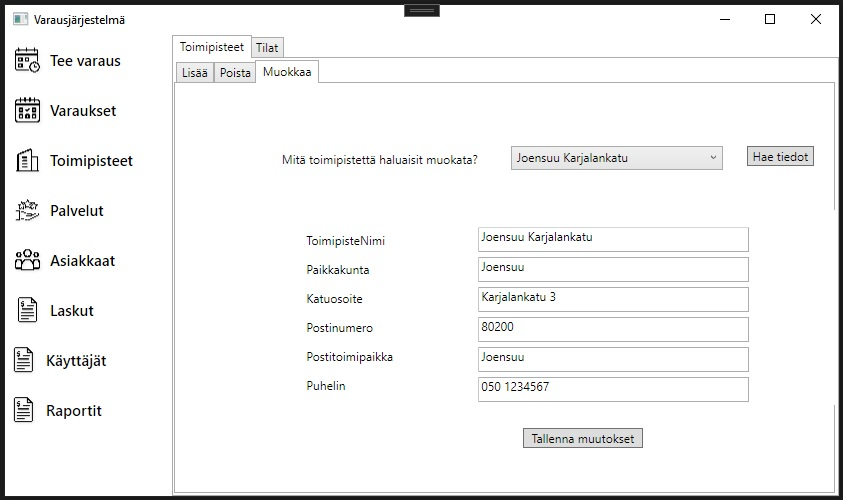 Varausjärjestelmä
Tee varaus
Varaukset
Toimipisteet
Palvelut
Asiakkaat
Laskut
Käyttäjät
Raportit
Toimipisteet Tilat
Lisää Poista Muokkaa
Mitä toimipistettä haluaisit muokata? Joensuu Karjalankatu Hae tiedot
ToimipisteNimi Joensuu Karjalankatu
Paikkakunta Joensuu
Katuosoite Karjalankatu 3
Postinumero 80200
Postitoimipaikka Joensuu
Puhelin 050 1234567
Tallenna muutokset